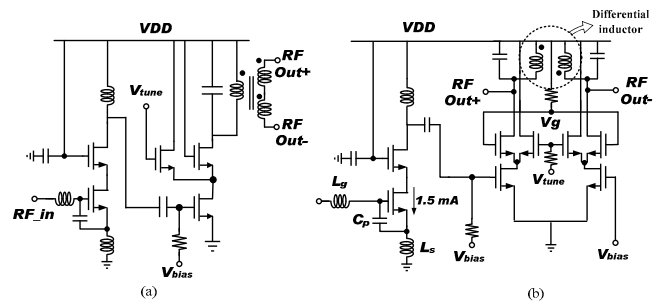 VDD
RF
Out+
V_tune
RF
Out-
RF_in
V_bias
(a)
VDD
Differential
inductor
RF
Out+
RF
Out-
Vg
V_tune
L_g
1.5 mA
C_p
L_s
V_bias
V_bias
(b)